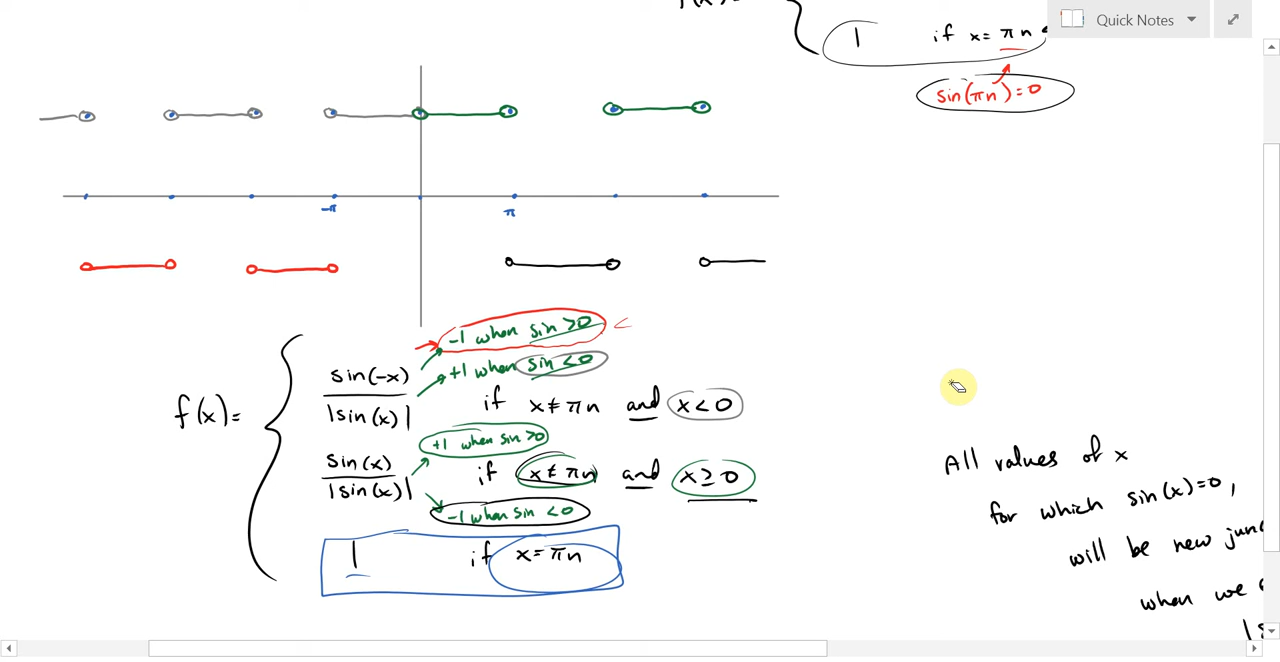 Quick Notes
1 if x = πn
sin(πn) = 0
-π π
-1 when sin > 0
sin(-x) +1 when sin < 0
|sin(x)| if x ≠ πn and x < 0
f(x) =
+1 when sin > 0
sin(x)
|sin(x)| if x ≠ πn and x ≥ 0
-1 when sin < 0
1 if x = πn
All values of x
for which sin(x) = 0,
will be new
when we